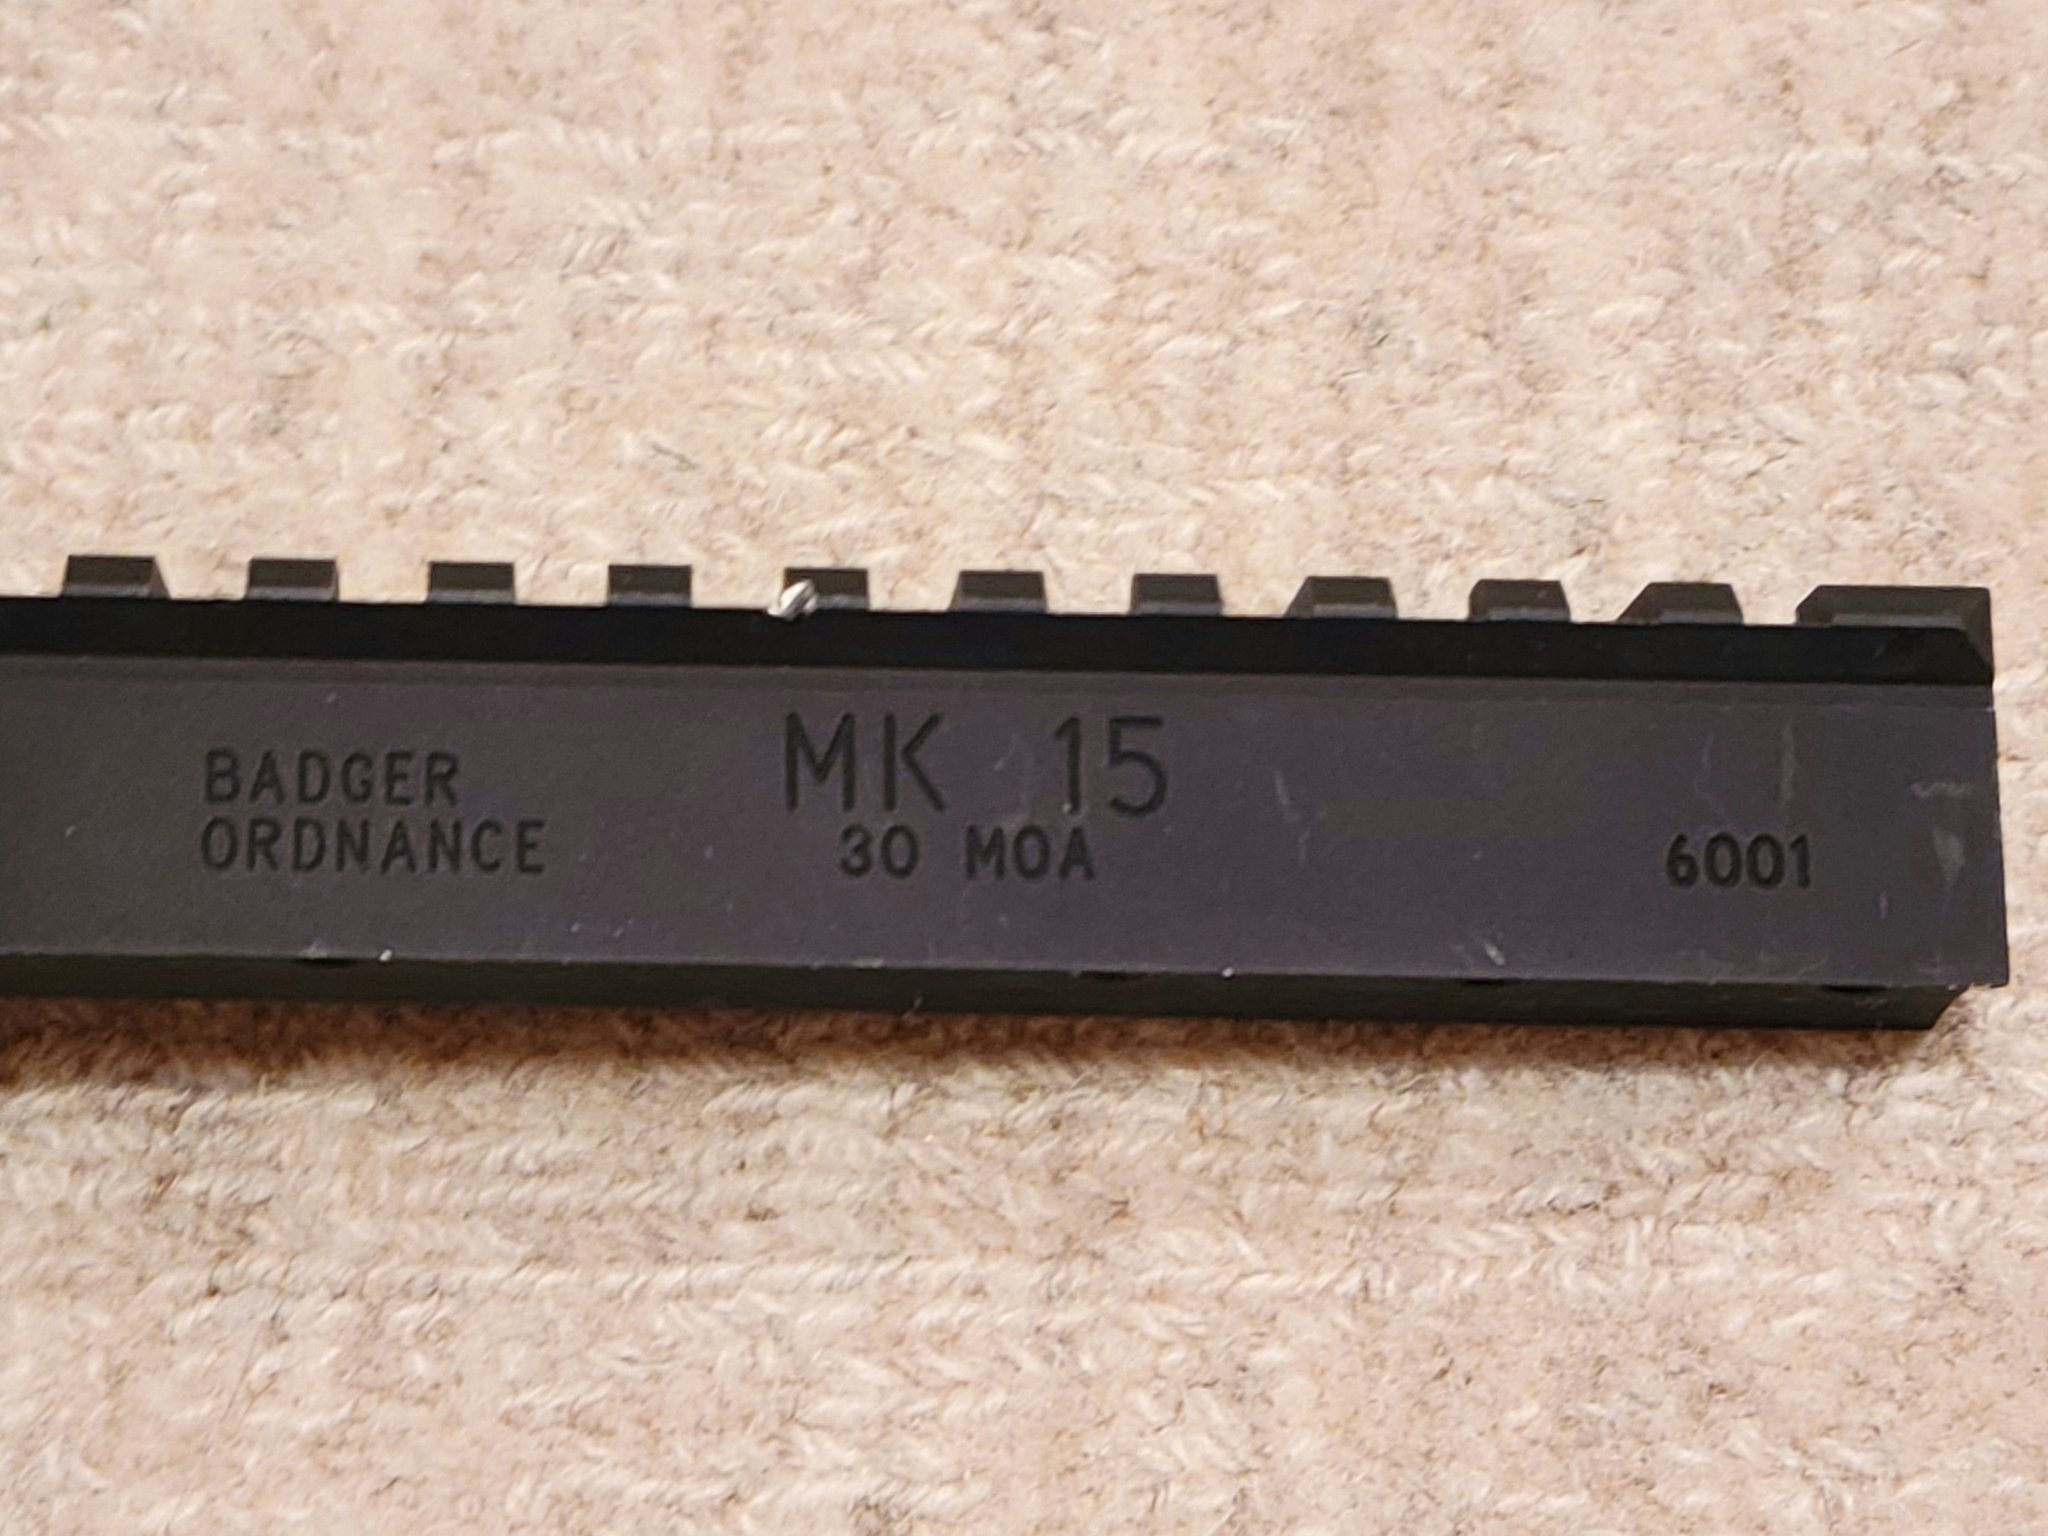 BADGER
ORDNANCE
MK 15
30 MOA
6001